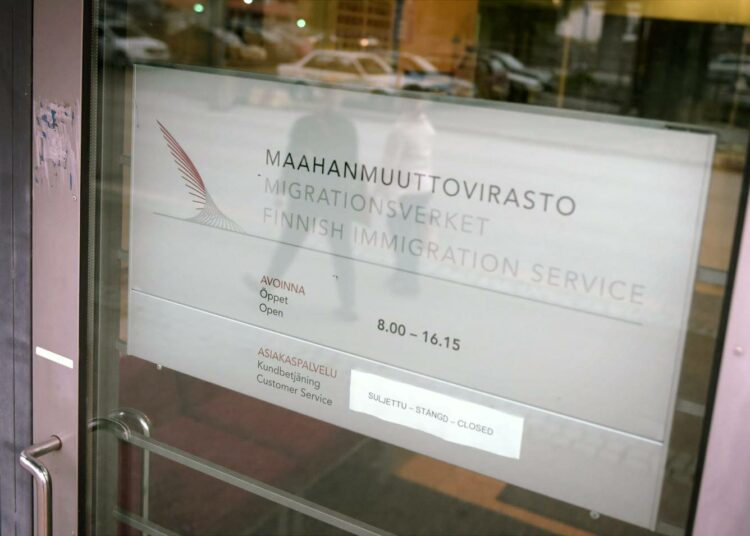 MAAHANMUUTTOVIRASTO
MIGRATIONSVERKET
FINNISH IMMIGRATION SERVICE
AVOINNA
Öppet
Open
8.00 – 16.15
ASIAKASPALVELU
Kundbetjäning
Customer Service
SULJETTU – STÄNGD – CLOSED